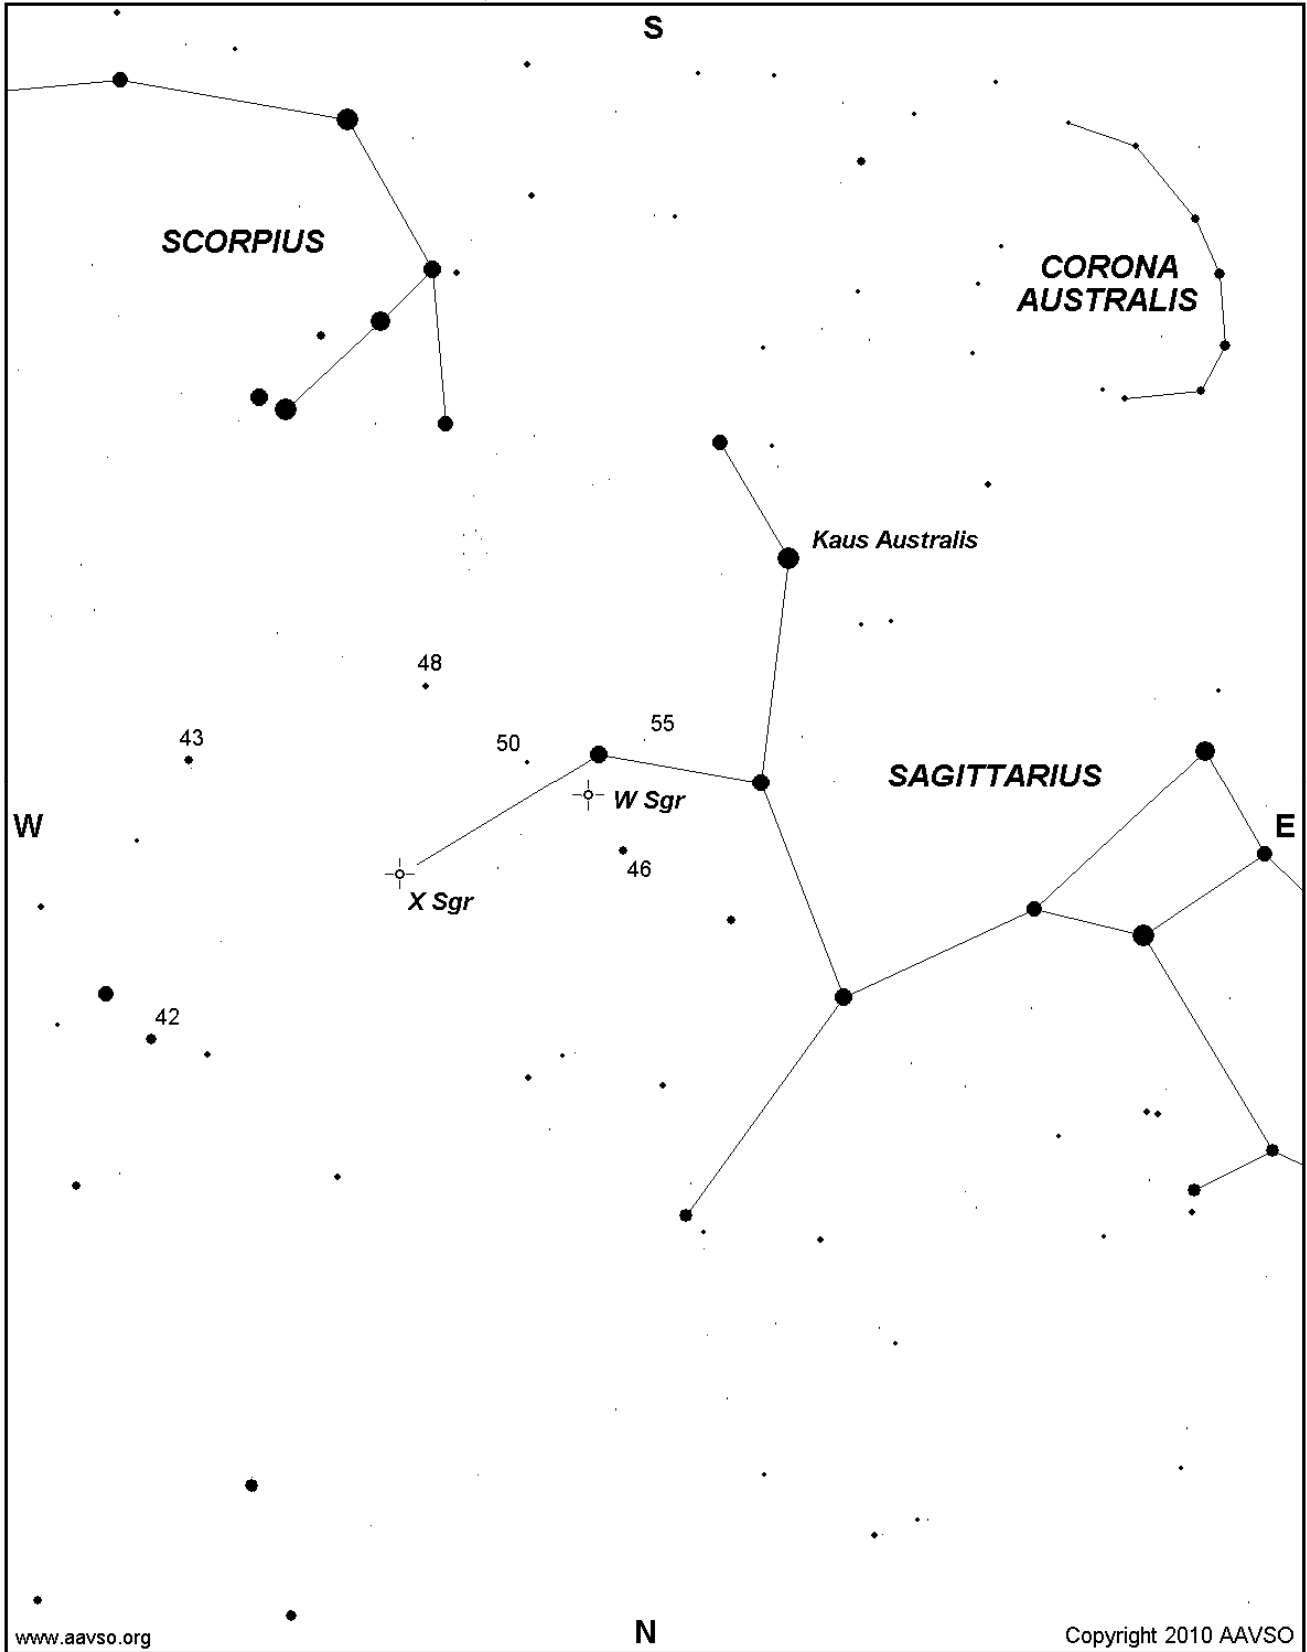 S
SCORPIUS
CORONA
AUSTRALIS
Kaus Australis
48
43
50
55
SAGITTARIUS
W Sgr
W
E
46
X Sgr
42
N
www.aavso.org
Copyright 2010 AAVSO